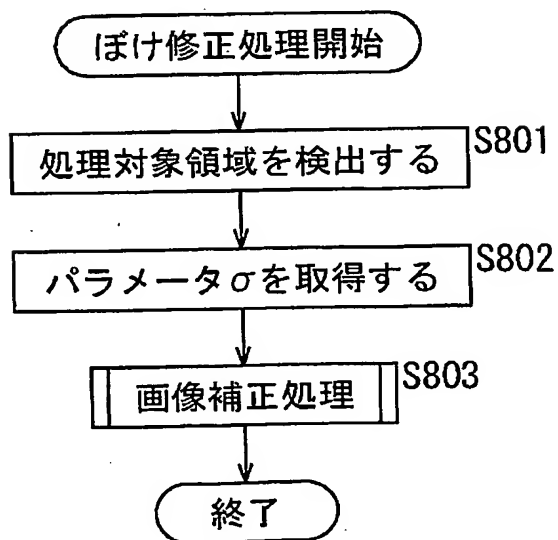 ぼけ修正処理開始
処理対象領域を検出する
S801
パラメータσを取得する
S802
画像補正処理
S803
終了